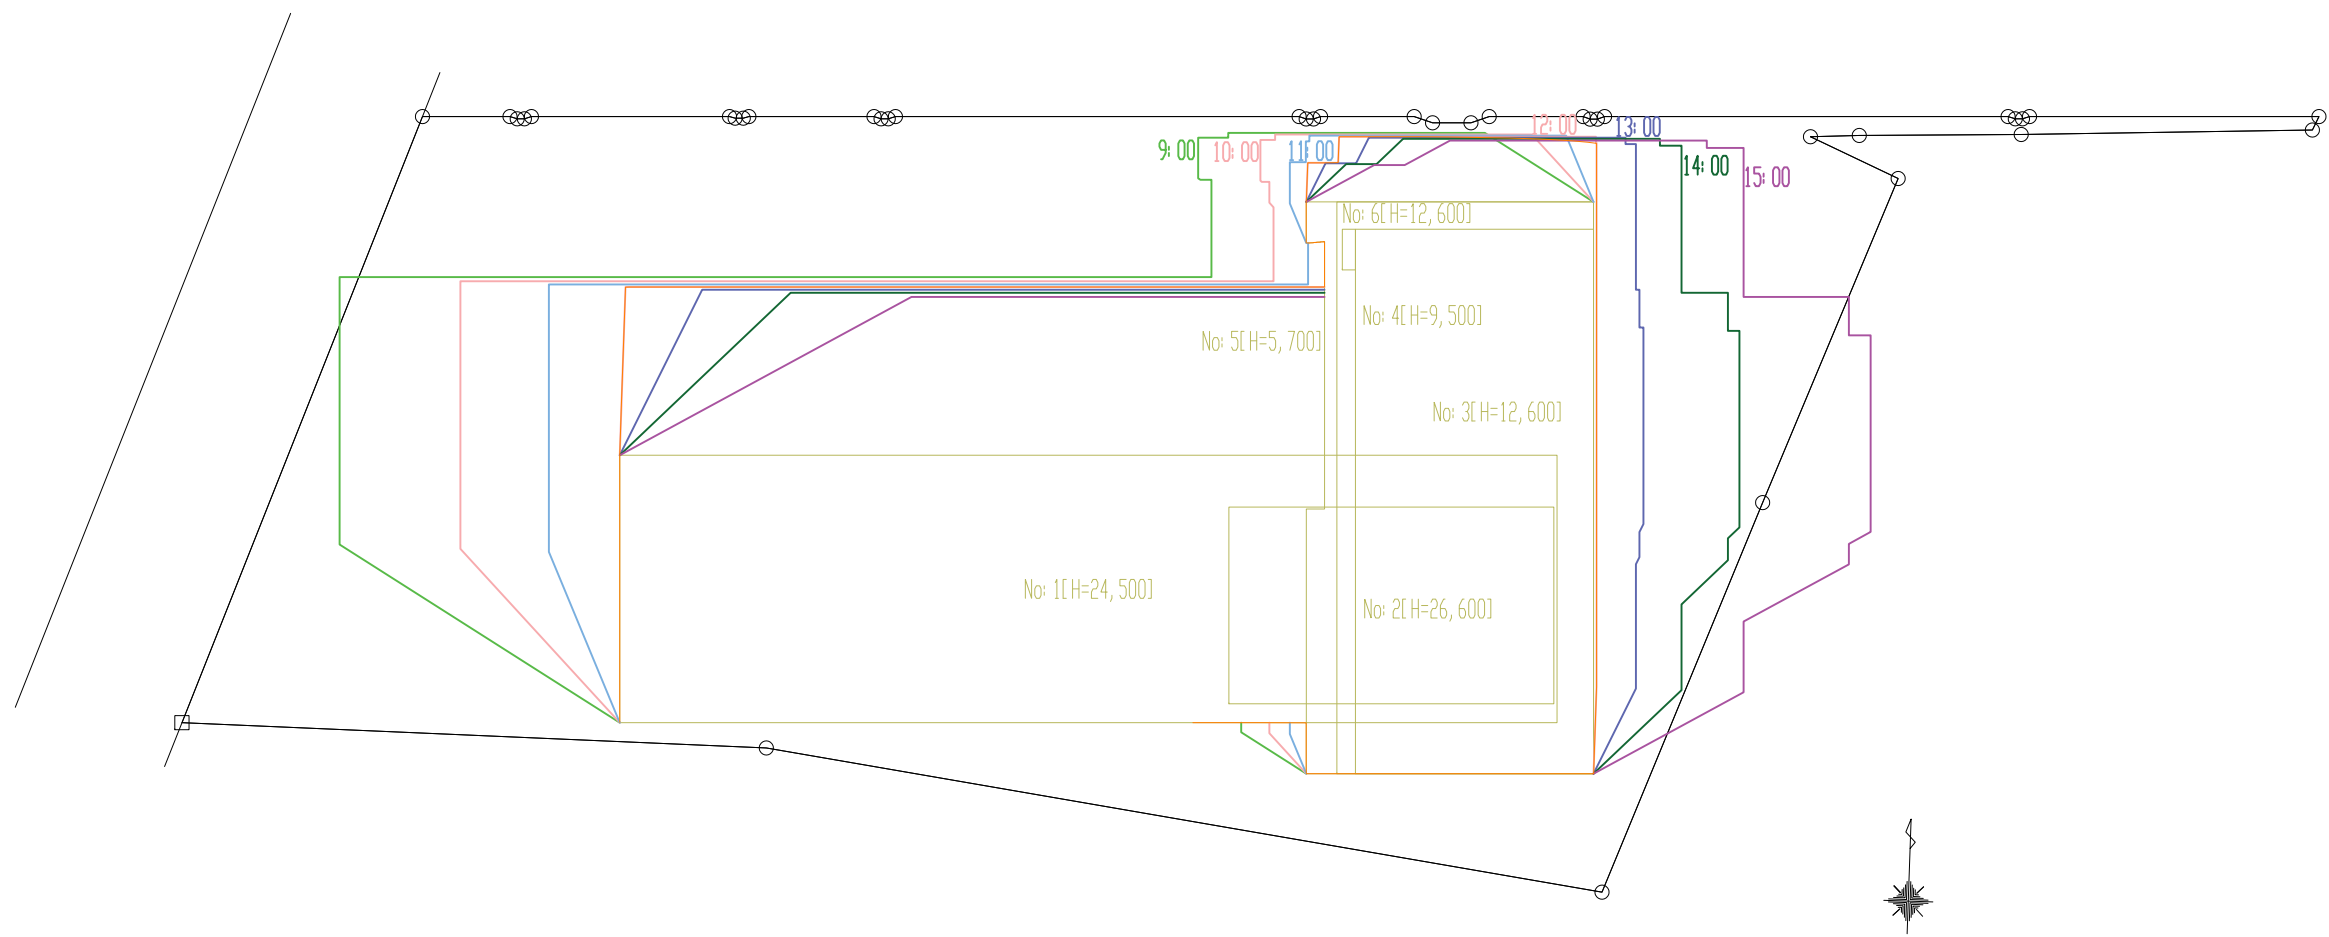 12:00
13:00
9:00
10:00
11:00
14:00
15:00
No: 6[H=12,600]
No: 4[H=9,500]
No: 5[H=5,700]
No: 3[H=12,600]
No: 1[H=24,500]
No: 2[H=26,600]